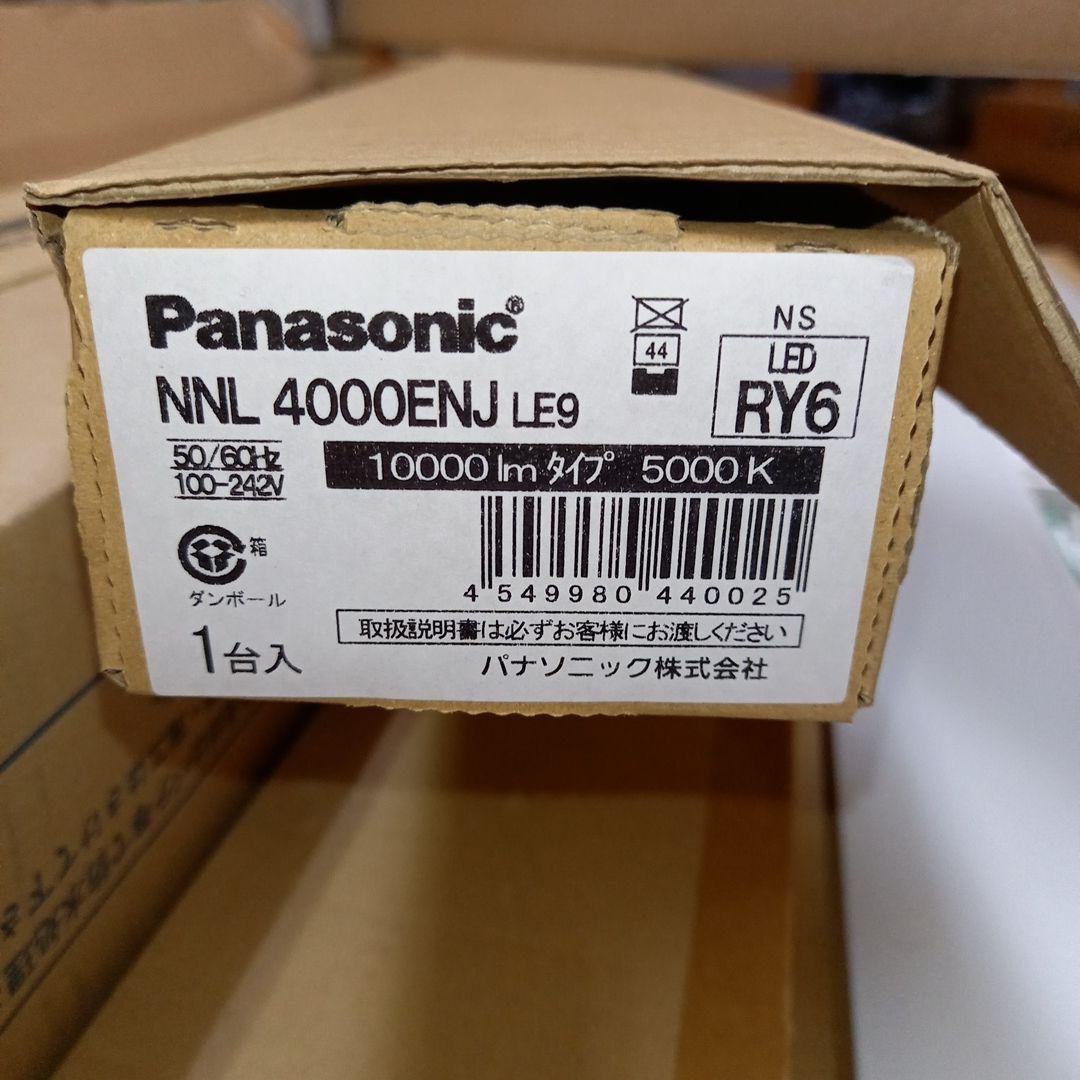 Panasonic®
NNL 4000ENJ LE9
44
NS
LED
RY6
50/60Hz
100-242V
10000 lm タイプ 5000K
4 549980 440025
箱
ダンボール
取扱説明書は必ずお客様にお渡しください
1台入
パナソニック株式会社